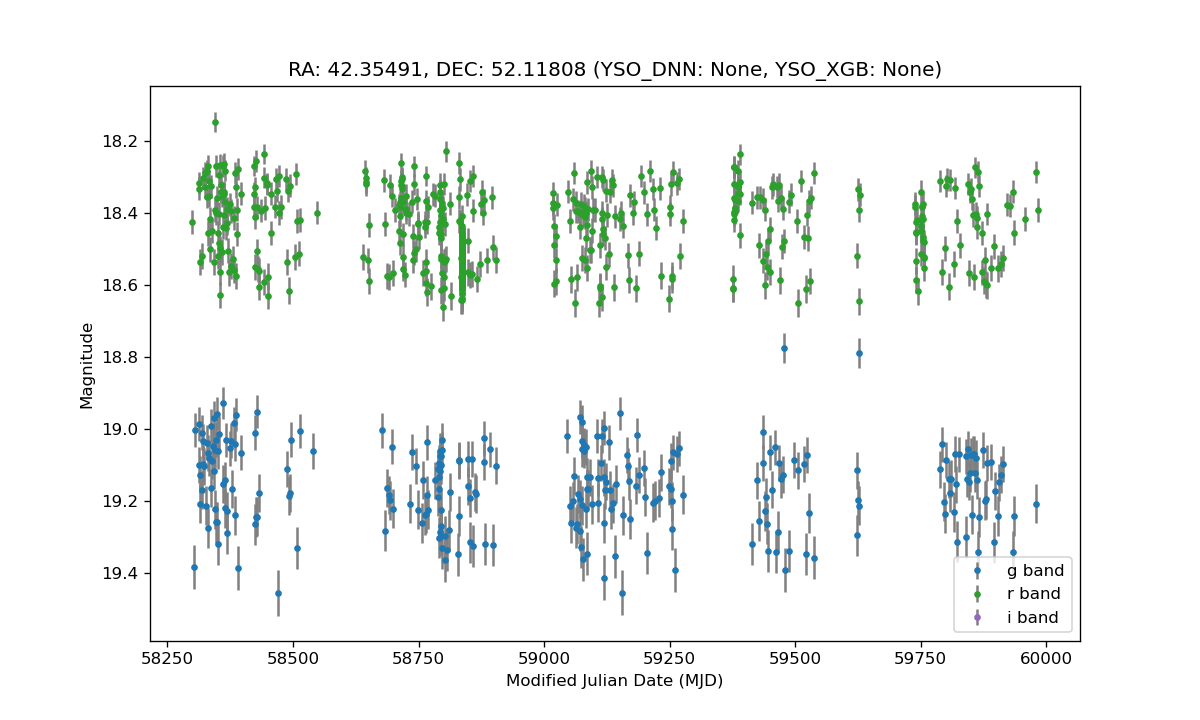 RA: 42.35491, DEC: 52.11808 (YSO_DNN: None, YSO_XGB: None)
Magnitude
18.2
18.4
18.6
18.8
19.0
19.2
19.4
g band
r band
i band
58250 58500 58750 59000 59250 59500 59750 60000
Modified Julian Date (MJD)